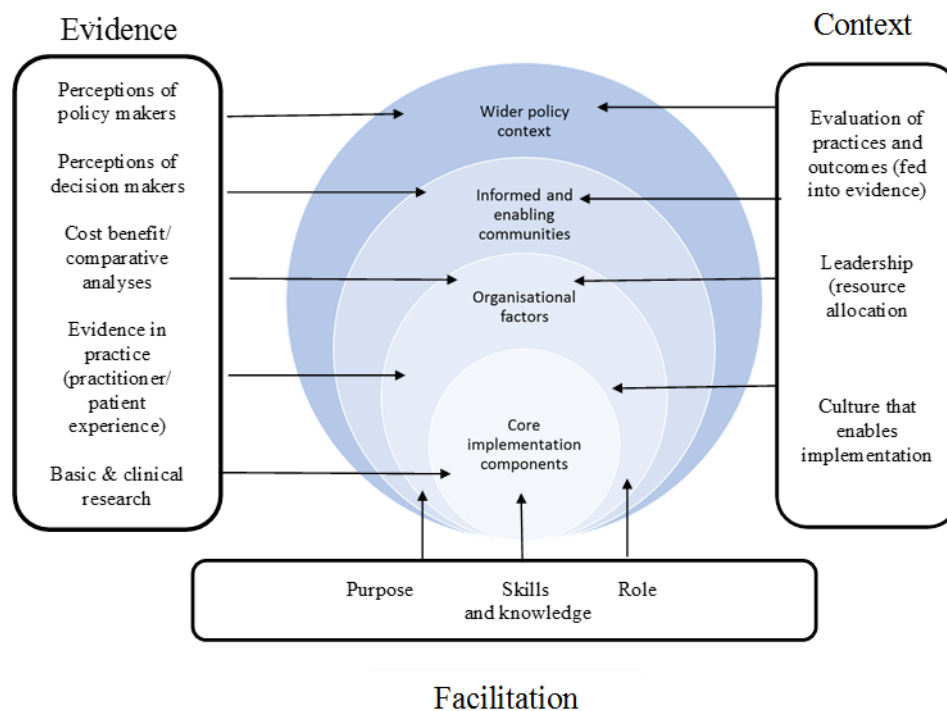 Evidence
Perceptions of
policy makers
Perceptions of
decision makers
Cost benefit/
comparative
analyses
Evidence in
practice
(practitioner/
patient
experience)
Basic & clinical
research
Wider policy
context
Informed and
enabling
communities
Organisational
factors
Core
implementation
components
Context
Evaluation of
practices and
outcomes (fed
into evidence)
Leadership
(resource
allocation
Culture that
enables
implementation
Purpose
Skills
and knowledge
Role
Facilitation